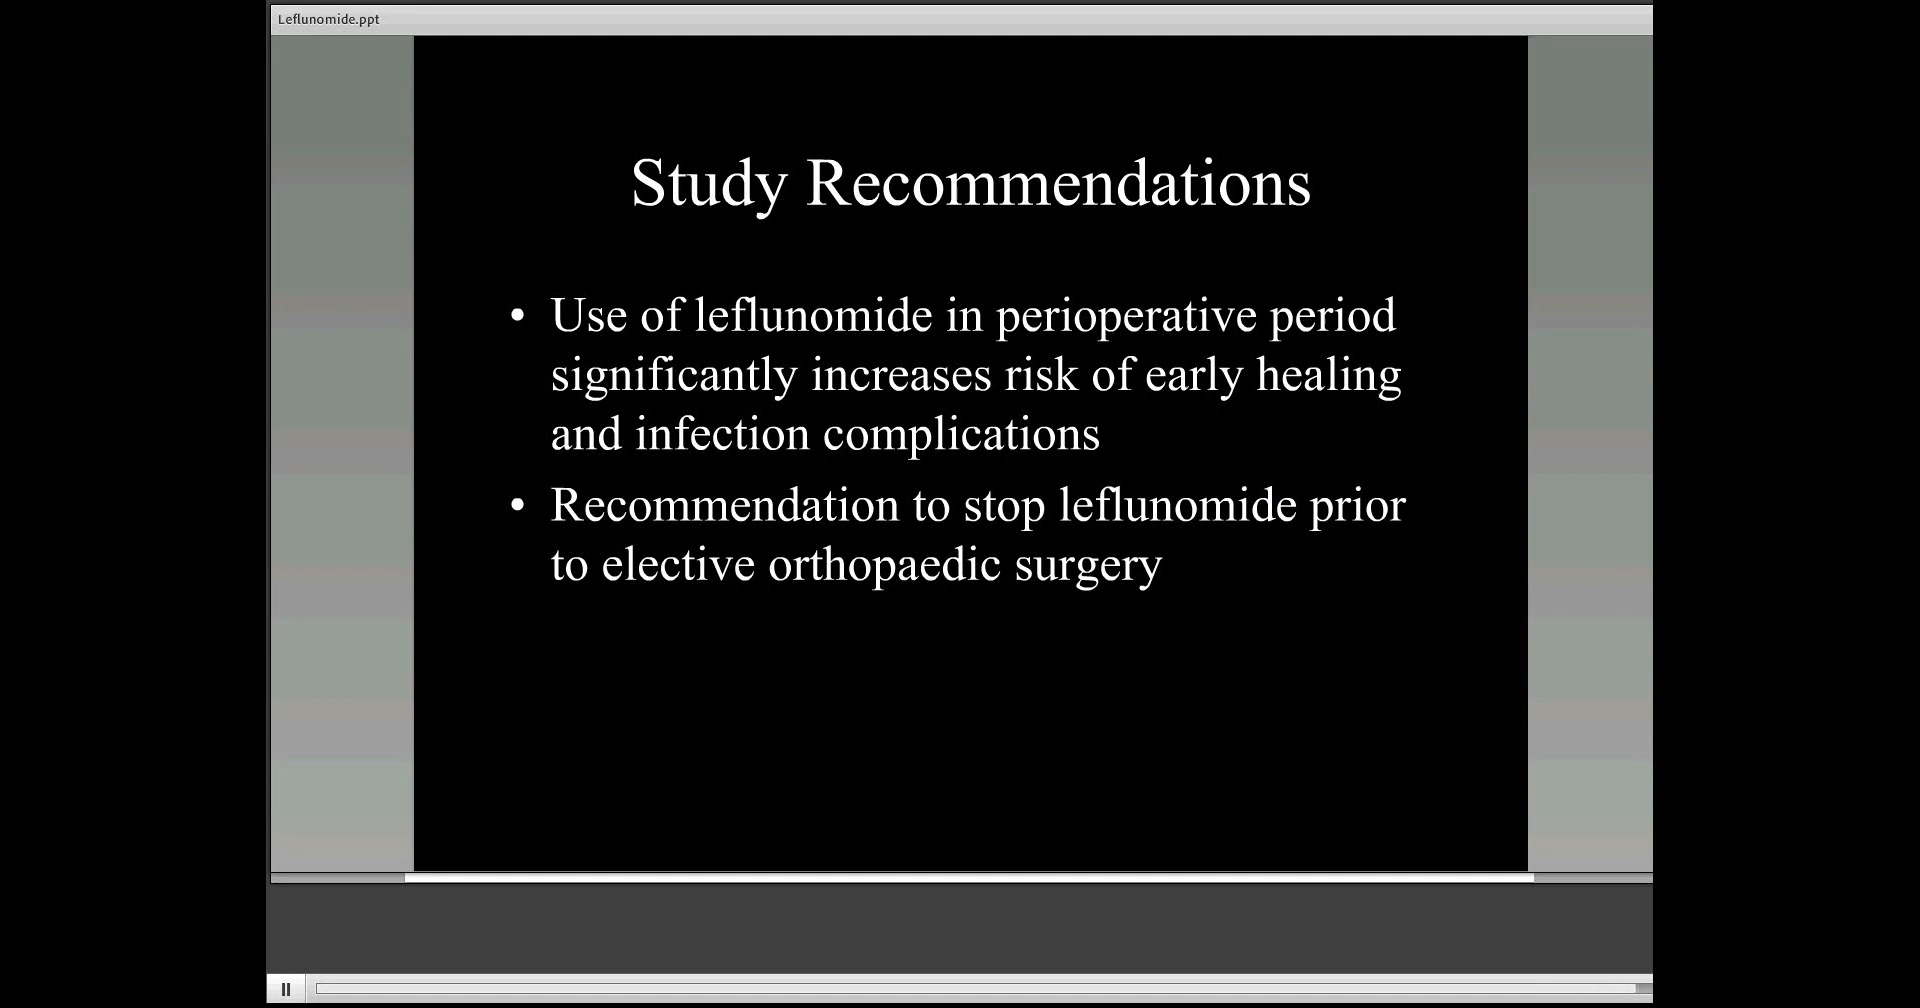 Leflunomide.ppt
Study Recommendations
• Use of leflunomide in perioperative period
significantly increases risk of early healing
and infection complications
• Recommendation to stop leflunomide prior
to elective orthopaedic surgery